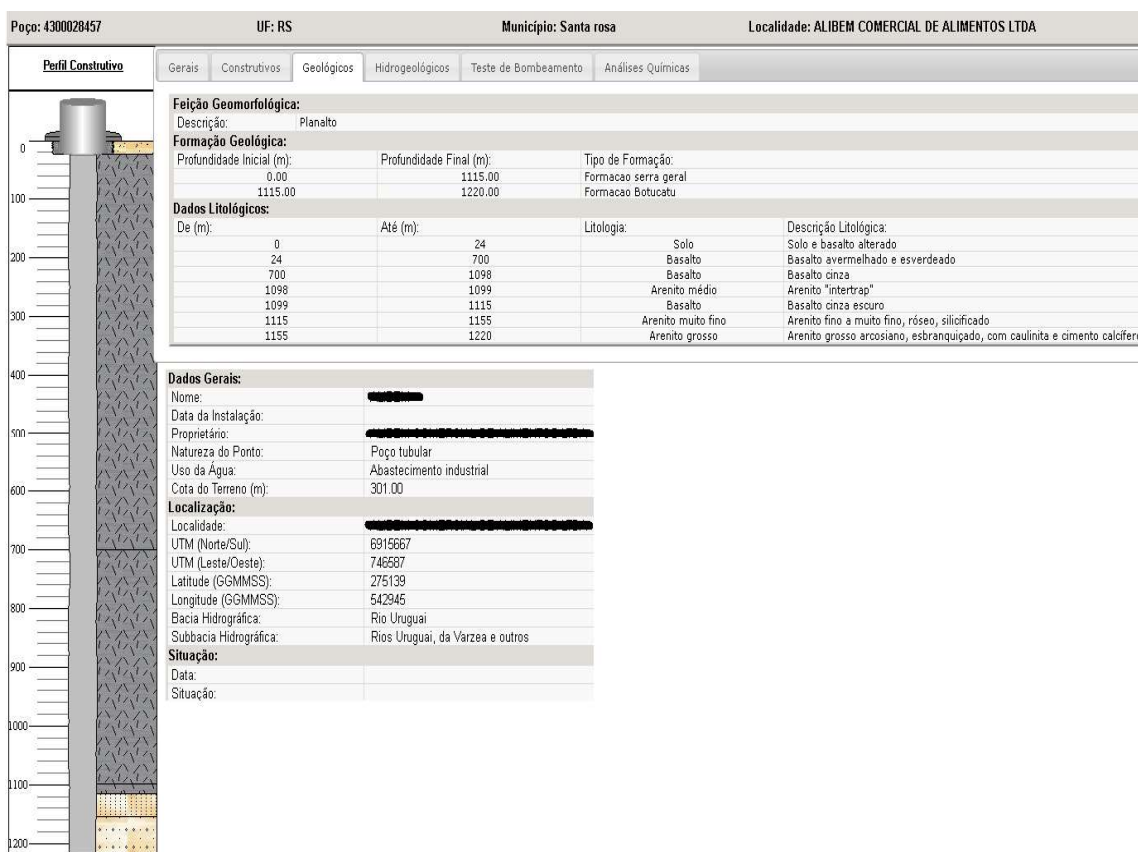 Poço: 4300028457 UF: RS Município: Santa rosa Localidade: ALIBEM COMERCIAL DE ALIMENTOS LTDA
Perfil Construtivo
Gerais Construtivos Geológicos Hidrogeológicos Teste de Bombeamento Análises Químicas
Feição Geomorfológica:
Descrição: Planalto
Formação Geológica:
Profundidade Inicial (m): Profundidade Final (m): Tipo de Formação:
0.00 1115.00 Formacao serra geral
1115.00 1220.00 Formacao Botucatu
Dados Litológicos:
De (m): Até (m): Litologia: Descrição Litológica:
0 24 Solo Solo e basalto alterado
24 700 Basalto Basalto avermelhado e esverdeado
700 1098 Basalto Basalto cinza
1098 1099 Arenito médio Arenito "intertrap"
1099 1115 Basalto Basalto cinza escuro
1115 1155 Arenito muito fino Arenito fino a muito fino, róseo, silicificado
1155 1220 Arenito grosso Arenito grosso arcosiano, esbranquiçado, com caulinita e cimento calcífero
0
100
200
300
400
500
600
700
800
900
1000
1100
1200
Dados Gerais:
Nome:
Data da Instalação:
Proprietário:
Natureza do Ponto: Poço tubular
Uso da Água: Abastecimento industrial
Cota do Terreno (m): 301.00
Localização:
Localidade:
UTM (Norte/Sul): 6915667
UTM (Leste/Oeste): 746587
Latitude (GGMMSS): 275139
Longitude (GGMMSS): 542945
Bacia Hidrográfica: Rio Uruguai
Subbacia Hidrográfica: Rios Uruguai, da Varzea e outros
Situação:
Data:
Situação: